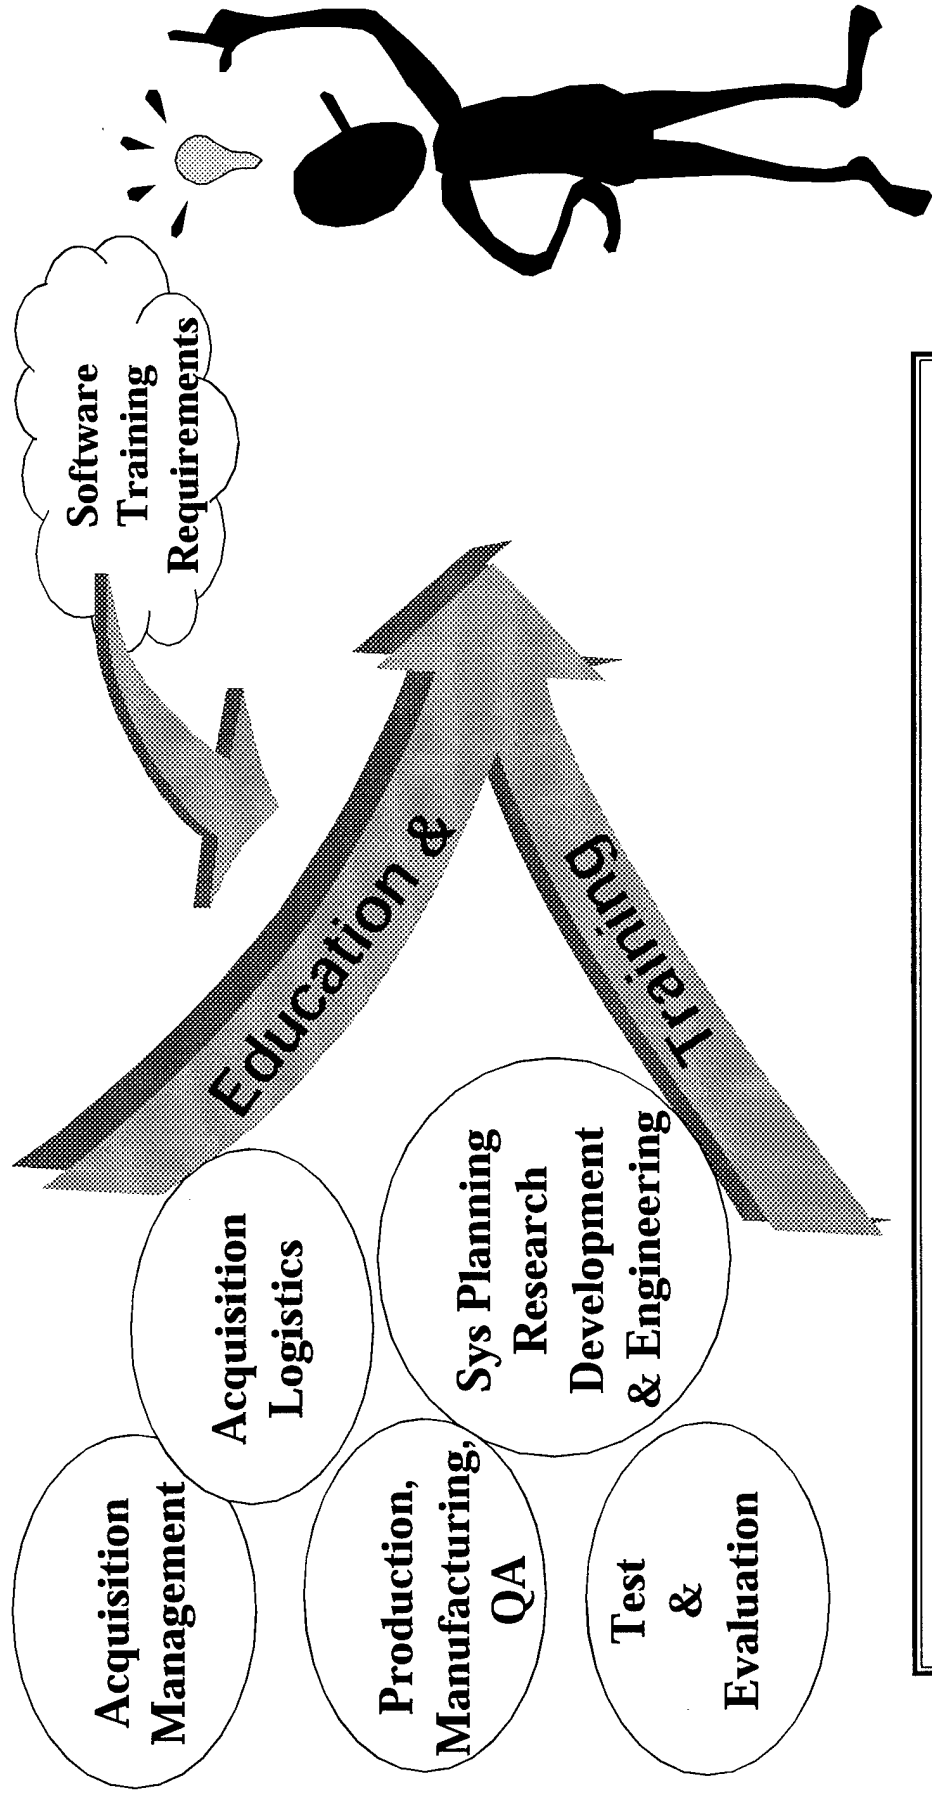 Software
Training
Requirements
Education &
Training
Acquisition
Management
Acquisition
Logistics
Production,
Manufacturing,
QA
Sys Planning
Research
Development
& Engineering
Test
&
Evaluation